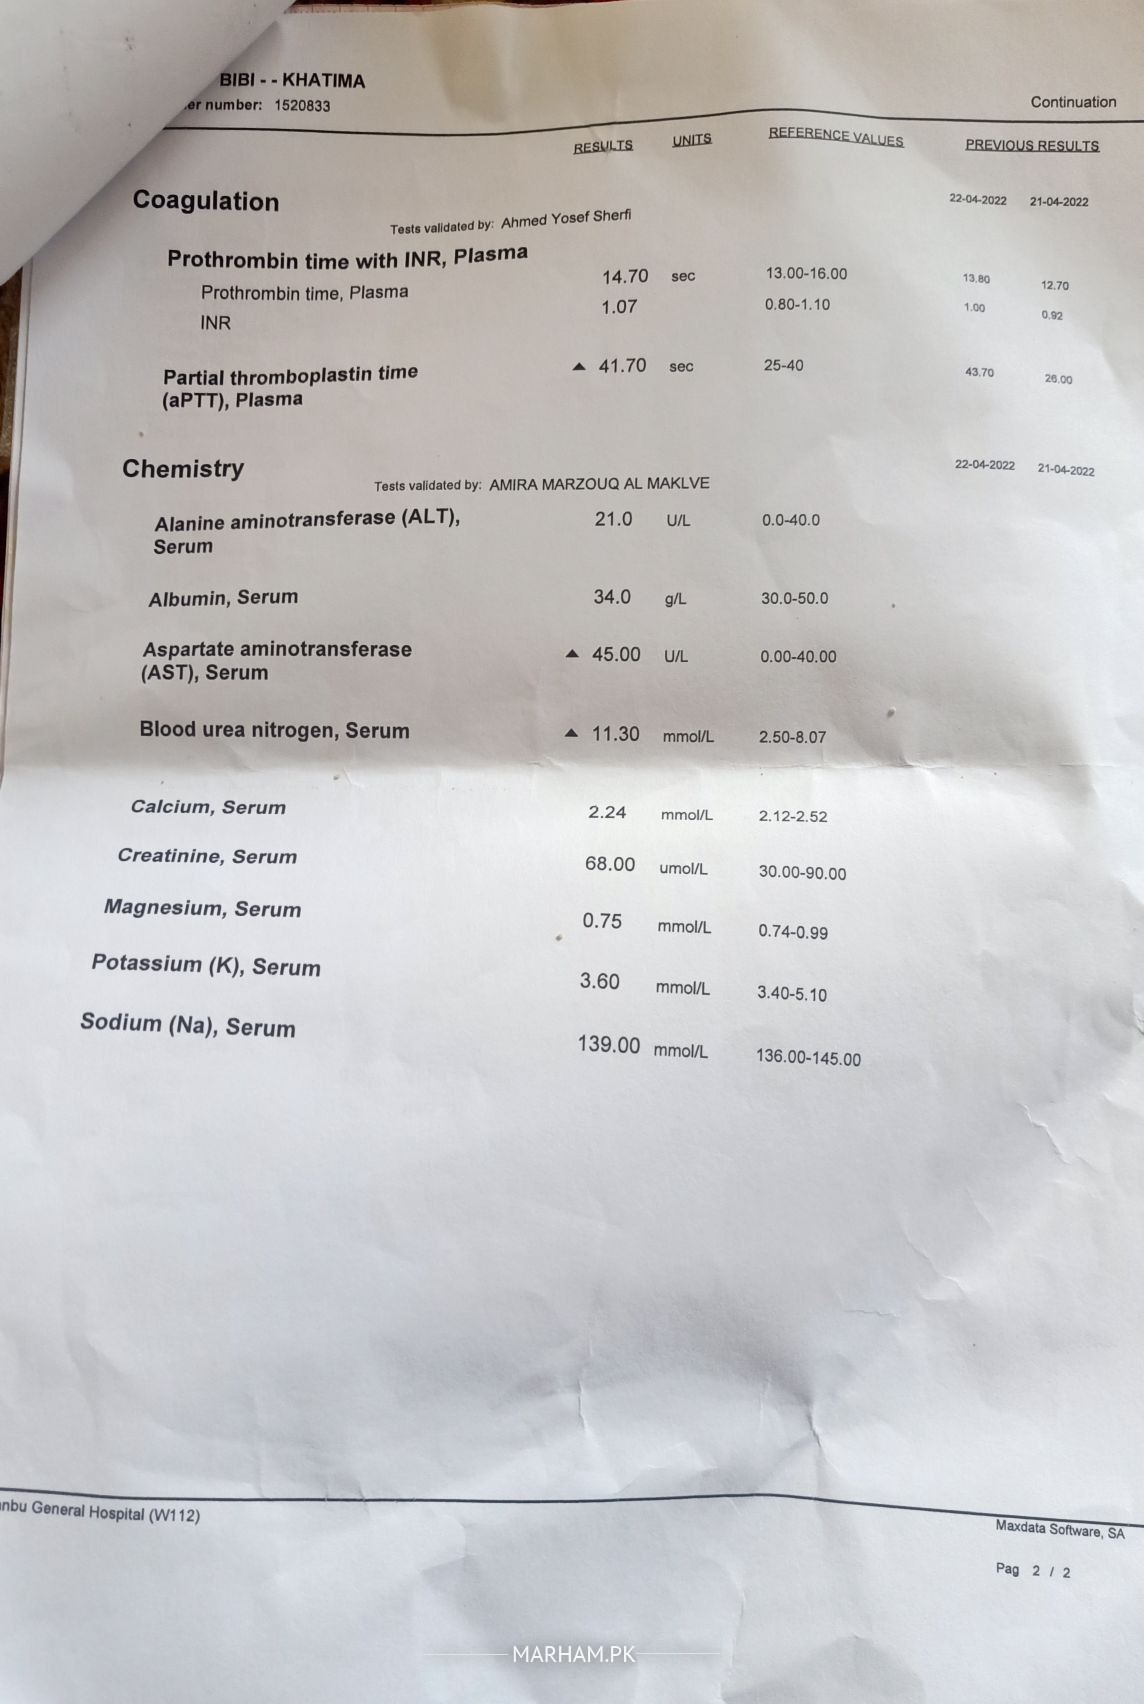 BIBI - - KHATIMA
er number: 1520833
Continuation
RESULTS UNITS REFERENCE VALUES PREVIOUS RESULTS
Coagulation 22-04-2022 21-04-2022
Tests validated by: Ahmed Yosef Sherfi
Prothrombin time with INR, Plasma
Prothrombin time, Plasma 14.70 sec 13.00-16.00 13.80 12.70
INR 1.07 0.80-1.10 1.00 0.92
Partial thromboplastin time ▲ 41.70 sec 25-40 43.70 26.00
(aPTT), Plasma
Chemistry 22-04-2022 21-04-2022
Tests validated by: AMIRA MARZOUQ AL MAKLVE
Alanine aminotransferase (ALT), 21.0 U/L 0.0-40.0
Serum
Albumin, Serum 34.0 g/L 30.0-50.0
Aspartate aminotransferase ▲ 45.00 U/L 0.00-40.00
(AST), Serum
Blood urea nitrogen, Serum ▲ 11.30 mmol/L 2.50-8.07
Calcium, Serum 2.24 mmol/L 2.12-2.52
Creatinine, Serum 68.00 umol/L 30.00-90.00
Magnesium, Serum 0.75 mmol/L 0.74-0.99
Potassium (K), Serum 3.60 mmol/L 3.40-5.10
Sodium (Na), Serum 139.00 mmol/L 136.00-145.00
nbu General Hospital (W112)
Maxdata Software, SA
Pag 2 / 2
MARHAM.PK